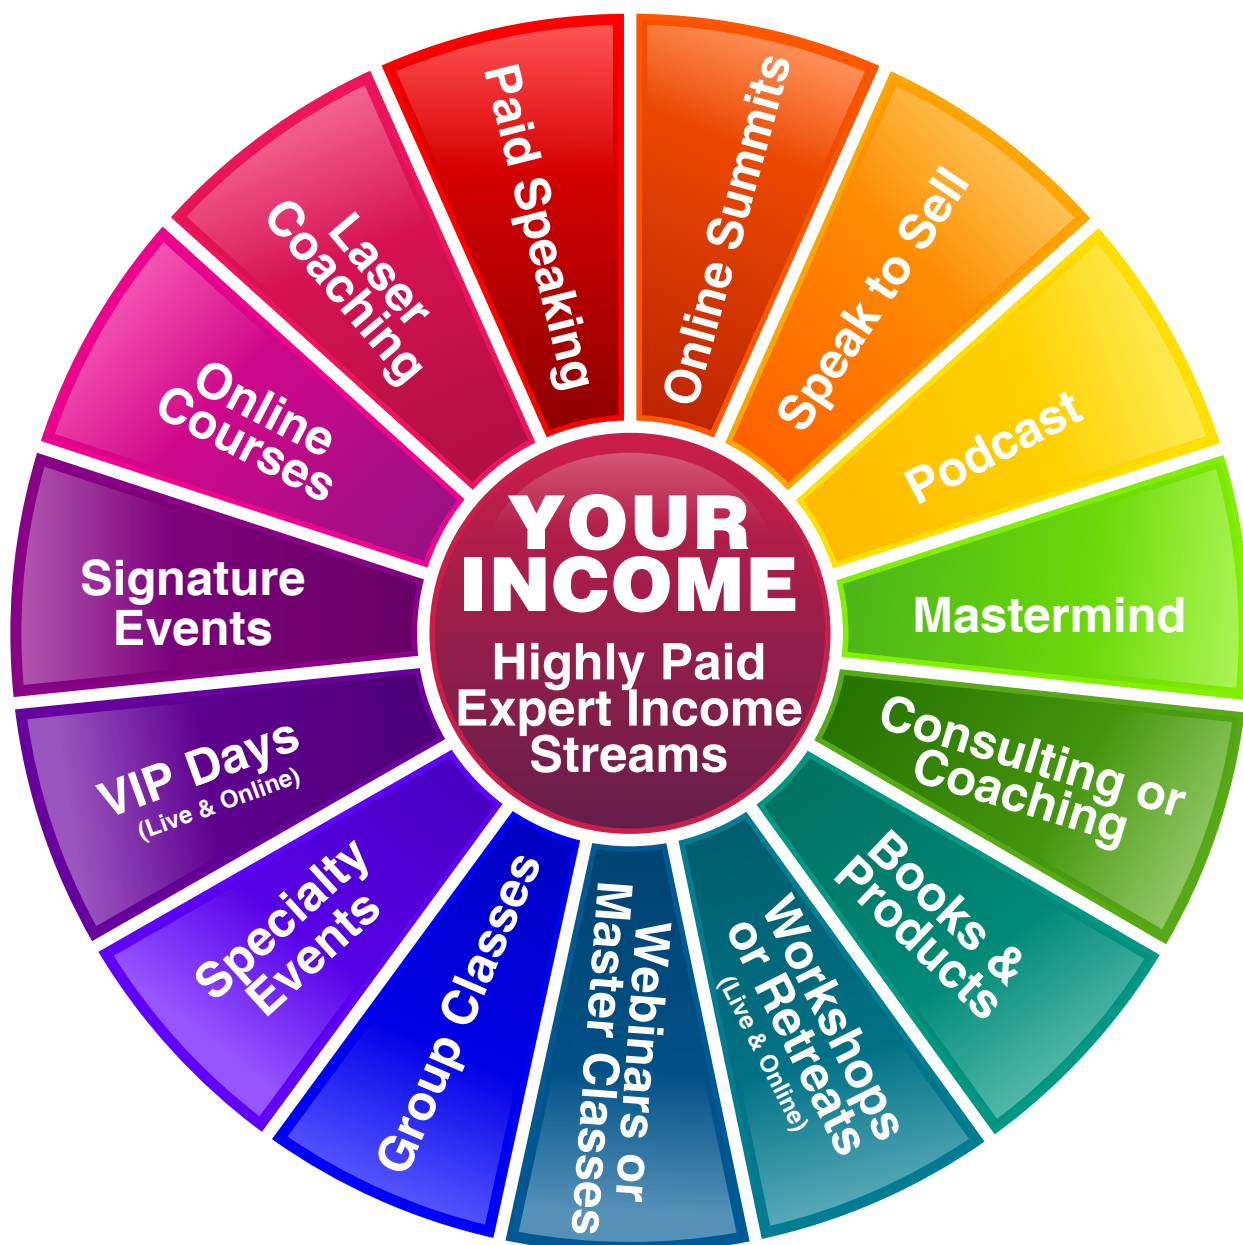 YOUR
INCOME
Highly Paid
Expert Income
Streams
Online Summits
Speak to Sell
Podcast
Mastermind
Consulting or
Coaching
Books &
Products
Workshops
or Retreats
(Live & Online)
Webinars or
Master Classes
Group Classes
Specialty
Events
VIP Days
(Live & Online)
Signature
Events
Online
Courses
Laser
Coaching
Paid Speaking